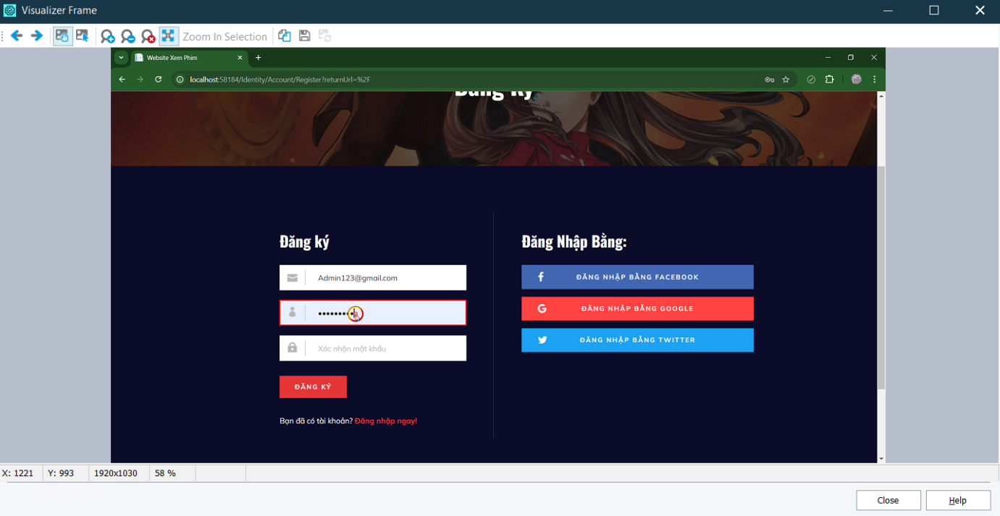 Visualizer Frame
Zoom In Selection
Website Xem Phim
localhost:58184/Identity/Account/Register?returnUrl=%2F
Đăng Ký
Đăng ký
Admin123@gmail.com
Xác nhận mật khẩu
ĐĂNG KÝ
Bạn đã có tài khoản? Đăng nhập ngay!
Đăng Nhập Bằng:
ĐĂNG NHẬP BẰNG FACEBOOK
ĐĂNG NHẬP BẰNG GOOGLE
ĐĂNG NHẬP BẰNG TWITTER
X: 1221 Y: 993 1920x1030 58 %
Close Help